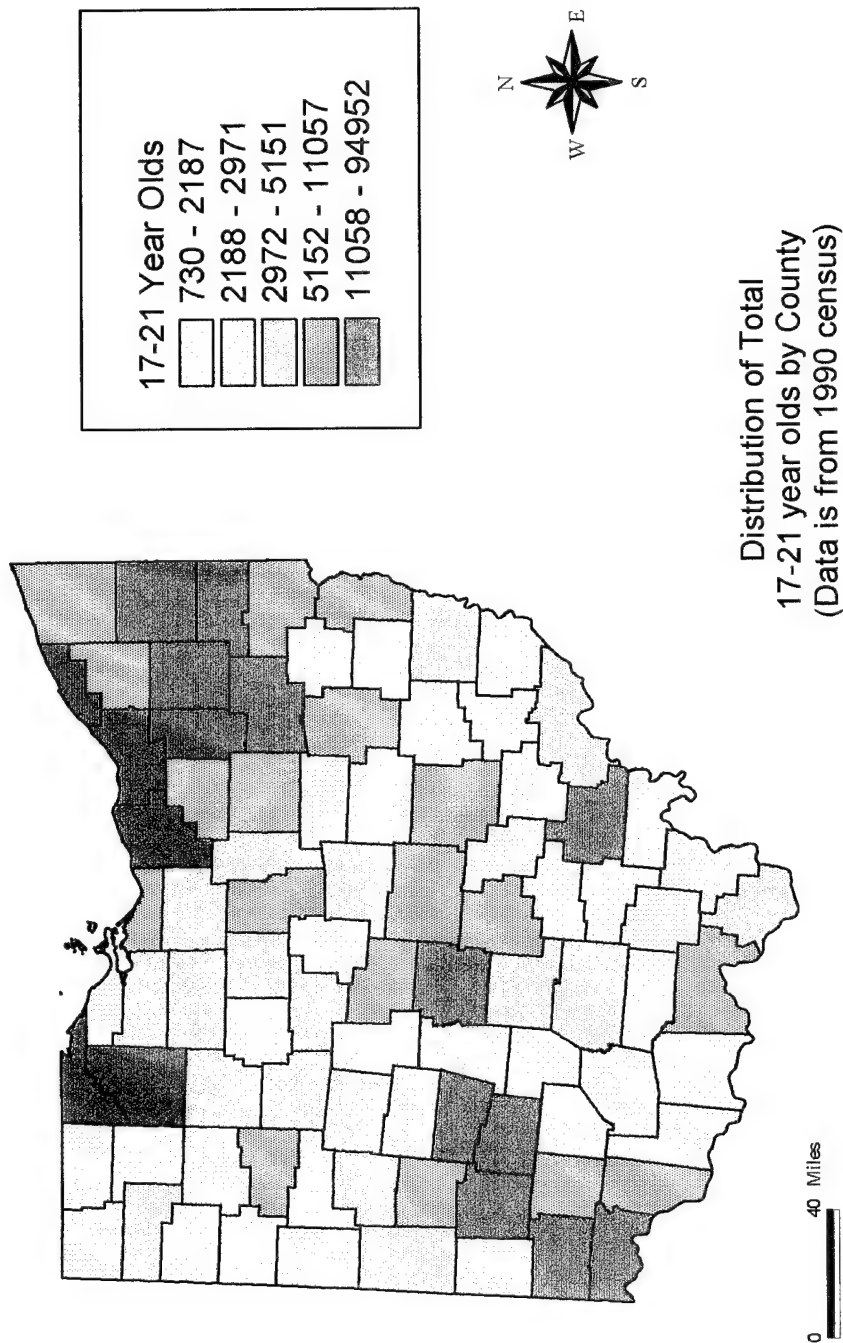 17-21 Year Olds
730 - 2187
2188 - 2971
2972 - 5151
5152 - 11057
11058 - 94952
N
W E
S
Distribution of Total
17-21 year olds by County
(Data is from 1990 census)
0 40 Miles